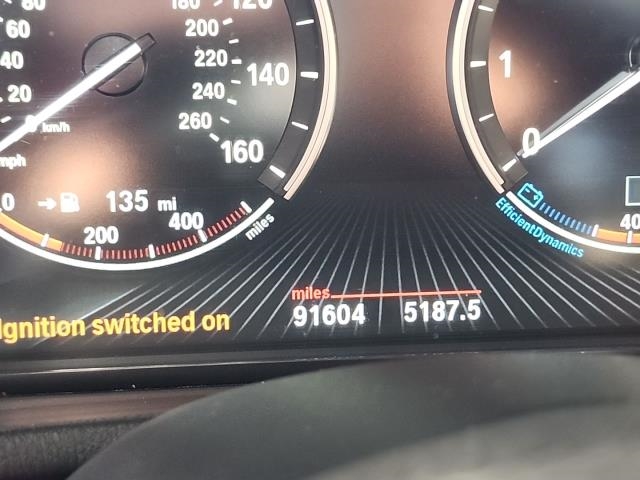 80
180
120
60
200
220
140
240
40
20
260
0 km/h
160
mph
1
0
135 mi
200
400
miles
EfficientDynamics
40
miles
91604 5187.5
Ignition switched on